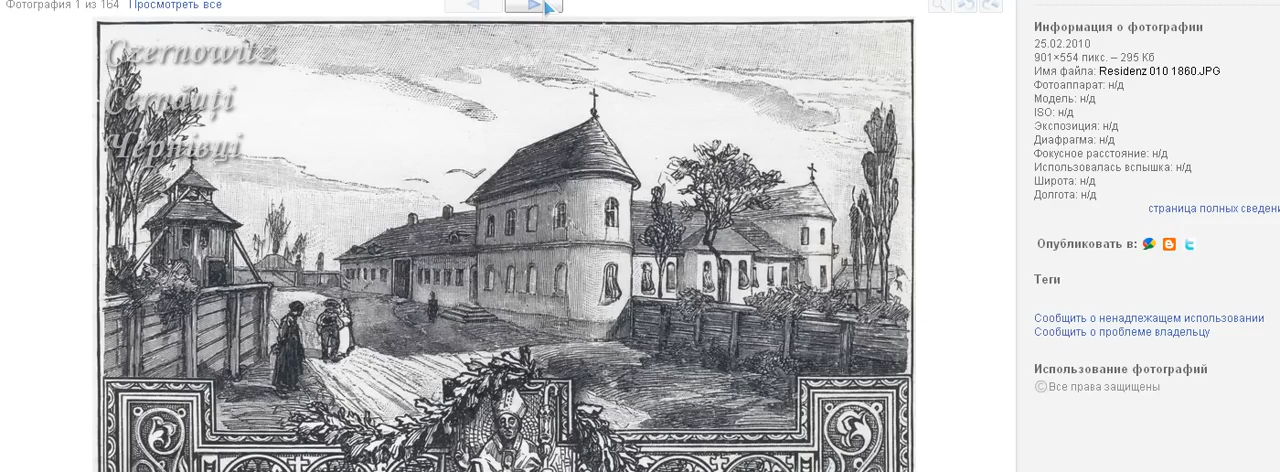 Фотография 1 из 164 Просмотреть все
Czernowitz
Cernăuţi
Чернівці
Информация о фотографии
25.02.2010
901×554 пикс. – 295 Кб
Имя файла: Residenz 010 1860.JPG
Фотоаппарат: н/д
Модель: н/д
ISO: н/д
Экспозиция: н/д
Диафрагма: н/д
Фокусное расстояние: н/д
Использовалась вспышка: н/д
Широта: н/д
Долгота: н/д
страница полных сведени
Опубликовать в:
Теги
Сообщить о ненадлежащем использовании
Сообщить о проблеме владельцу
Использование фотографий
©Все права защищены